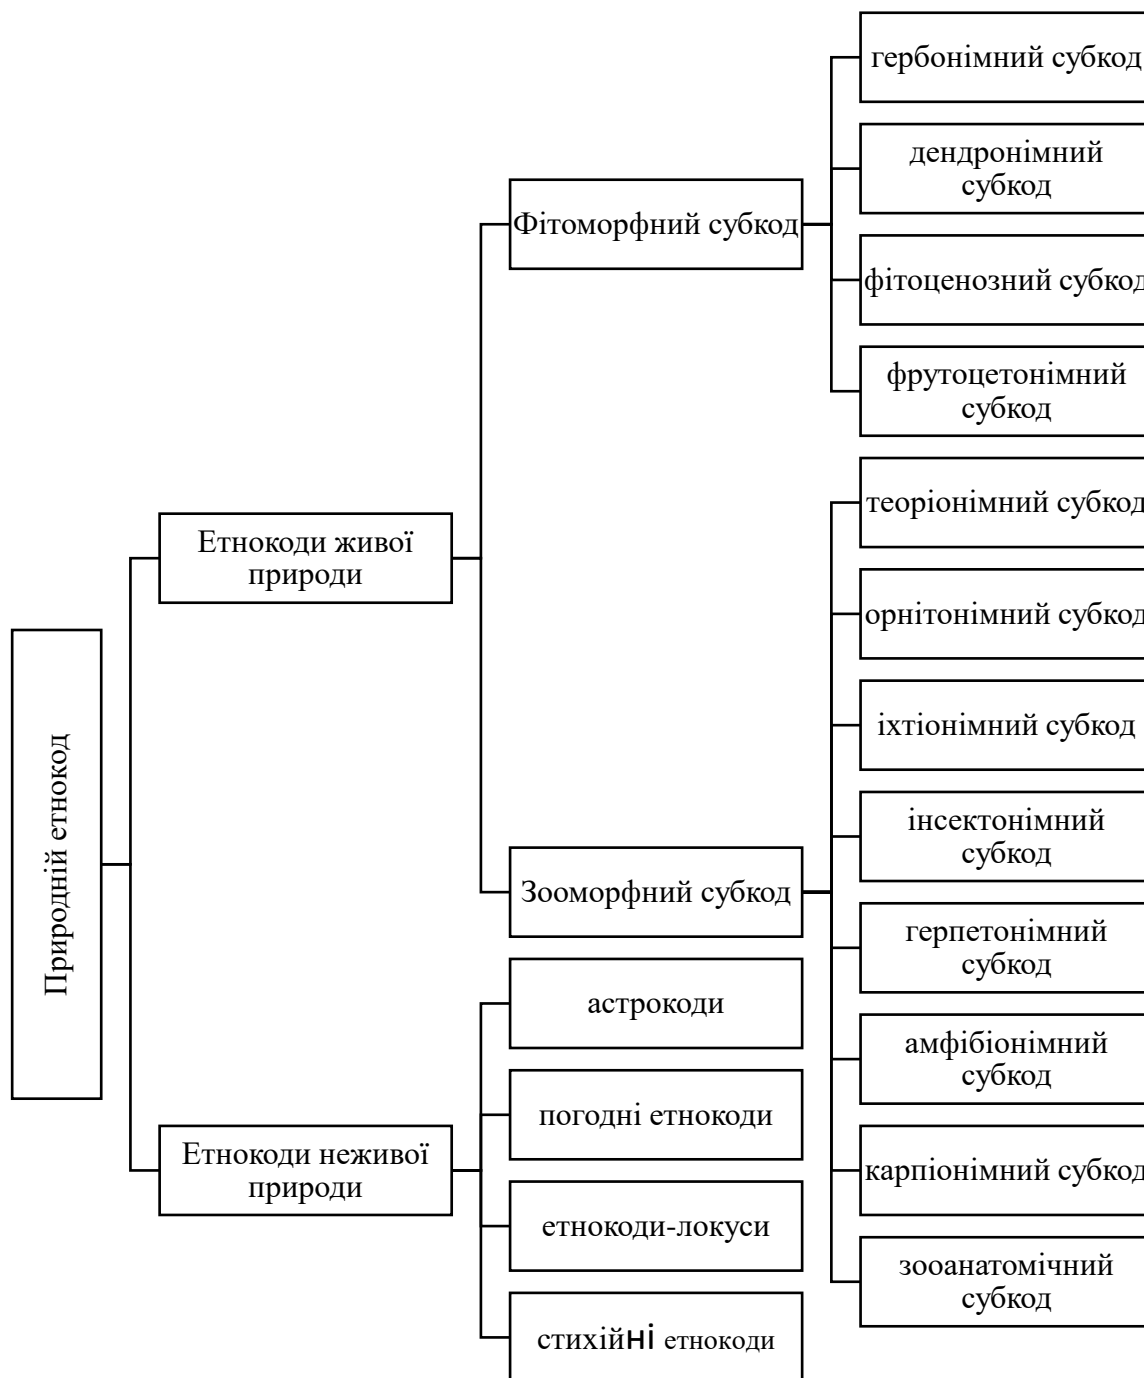 гербонімний субкод
дендронімний
субкод
Фітоморфний субкод
фітоценозний субкод
фрутоцетонімний
субкод
теоріонімний субкод
Етнокоди живої
природи
орнітонімний субкод
іхтіонімний субкод
Природній етнокод
інсектонімний
субкод
Зооморфний субкод
герпетонімний
субкод
астрокоди
амфібіонімний
субкод
погодні етнокоди
Етнокоди неживої
природи
карпіонімний субкод
етнокоди-локуси
зооанатомічний
субкод
стихійні етнокоди